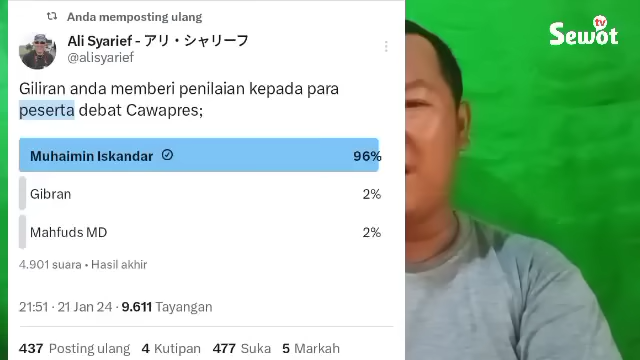 Anda memposting ulang
Ali Syarief - アリ・シャリーフ
@alisyarief
Giliran anda memberi penilaian kepada para
peserta debat Cawapres;
Muhaimin Iskandar 96%
Gibran 2%
Mahfuds MD 2%
4.901 suara • Hasil akhir
21:51 · 21 Jan 24 · 9.611 Tayangan
437 Posting ulang 4 Kutipan 477 Suka 5 Markah
Sewot tv